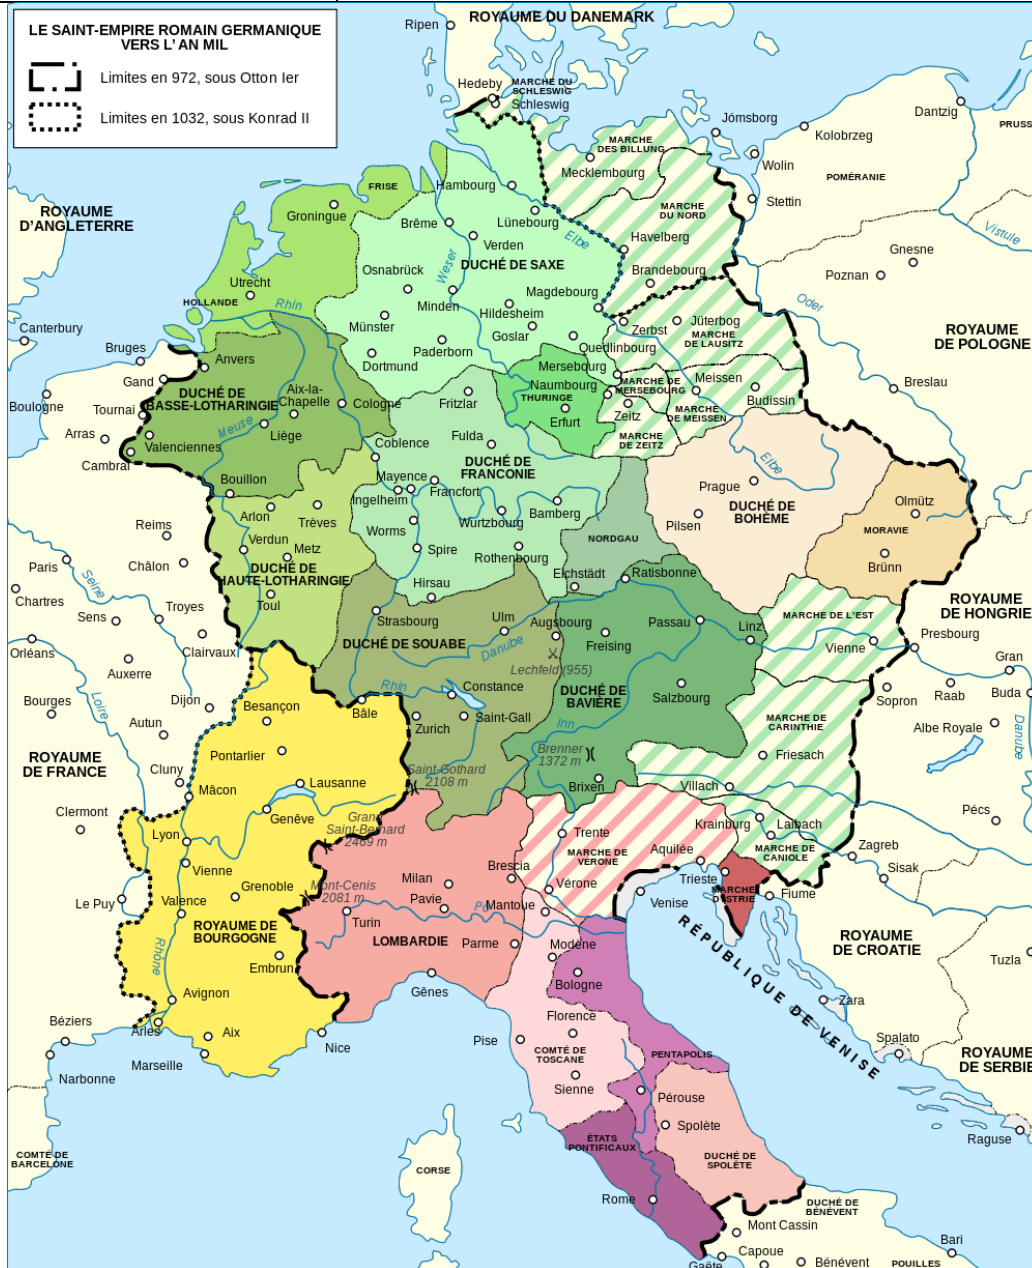 LE SAINT-EMPIRE ROMAIN GERMANIQUE
VERS L'AN MIL
Limites en 972, sous Otton Ier
Limites en 1032, sous Konrad II
ROYAUME DU DANEMARK
Ripen
Hedeby
MARCHE DU
SCHLESWIG
Schleswig
Jómsborg
Kolobrzeg
Dantzig
PRUSS
Wolin
POMÉRANIE
Stettin
MARCHE
DES BILLUNG
Mecklembourg
MARCHE
DU NORD
Havelberg
Brandebourg
Hambourg
FRISE
Groningue
Brême
Lünebourg
Verden
Elbe
Weser
DUCHÉ DE SAXE
Osnabrück
Minden
Magdebourg
Hildesheim
Goslar
Münster
Paderborn
Dortmund
Quedlinbourg
Zerbst
Jüterbog
MARCHE
DE LAUSITZ
Gnesne
Poznan
Vistule
Oder
ROYAUME
DE POLOGNE
Breslau
ROYAUME
D'ANGLETERRE
Canterbury
Utrecht
HOLLANDE
Rhin
Bruges
Anvers
Gand
DUCHÉ DE
BASSE-LOTHARINGIE
Aix-la-
Chapelle
Cologne
Boulogne
Tournai
Arras
Valenciennes
Cambrai
Meuse
Liège
Mersebourg
Naumbourg
THURINGE
Erfurt
MARCHE DE
MERSEBOURG
Zeitz
MARCHE
DE ZEITZ
Meissen
MARCHE
DE MEISSEN
Budissin
Fritzlar
Coblence
Fulda
DUCHÉ DE
FRANCONIE
Mayence
Ingelheim
Francfort
Worms
Wurtzbourg
Bamberg
Spire
Rothenbourg
Hirsau
NORDGAU
Eichstädt
Elbe
Prague
Pilsen
DUCHÉ DE
BOHÈME
Olmütz
MORAVIE
Brünn
Bouillon
Arlon
Trèves
Verdun
Metz
DUCHÉ DE
HAUTE-LOTHARINGIE
Toul
Reims
Paris
Châlon
Seine
Chartres
Troyes
Sens
Orléans
Clairvaux
Auxerre
Loire
Dijon
Bourges
Autun
ROYAUME
DE FRANCE
Cluny
Mâcon
Clermont
Strasbourg
DUCHÉ DE SOUABE
Ulm
Augsbourg
Danube
Lechfeld (955)
Ratisbonne
Freising
Passau
Linz
DUCHÉ DE
BAVIÈRE
Salzbourg
Inn
Brenner
1372 m
Brixen
MARCHE DE L'EST
Vienne
ROYAUME
DE HONGRIE
Presbourg
Gran
Sopron
Raab
Buda
Albe Royale
Danube
Pécs
MARCHE DE
CARINTHIE
Friesach
Villach
Krainburg
Laibach
MARCHE DE
CANIOLE
Zagreb
Sisak
Rhin
Constance
Bâle
Zurich
Saint-Gall
Saint-Gothard
2108 m
Besançon
Pontarlier
Lausanne
Genève
Grand
Saint-Bernard
2469 m
Lyon
Vienne
Grenoble
Mont-Cenis
2081 m
Le Puy
Valence
ROYAUME DE
BOURGOGNE
Embrun
Rhône
Avignon
Arles
Aix
Marseille
Nice
Béziers
Narbonne
COMTÉ DE
BARCELONE
Milan
Pavie
Turin
LOMBARDIE
Po
Brescia
Mantoue
Parme
Gênes
Trente
MARCHE DE
VERONE
Vérone
Aquilée
Trieste
MARCHE
D'ISTRIE
Fiume
Venise
RÉPUBLIQUE DE VENISE
ROYAUME
DE CROATIE
Tuzla
Zara
Spalato
ROYAUME
DE SERBIE
Raguse
Modène
Bologne
Florence
Pise
COMTÉ DE
TOSCANE
Sienne
PENTAPOLIS
Pérouse
Spolète
DUCHÉ DE
SPOLÈTE
ÉTATS
PONTIFICAUX
Rome
CORSE
DUCHÉ DE
BÉNÉVENT
Mont Cassin
Capoue
Gaëte
Bénévent
Bari
POUILLES